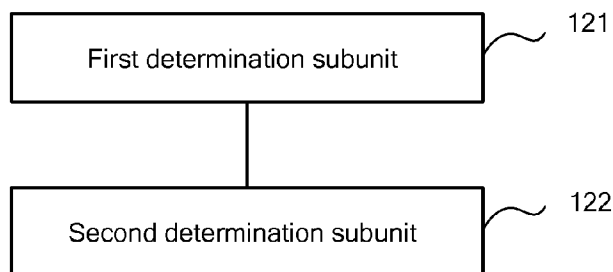 121
First determination subunit
122
Second determination subunit